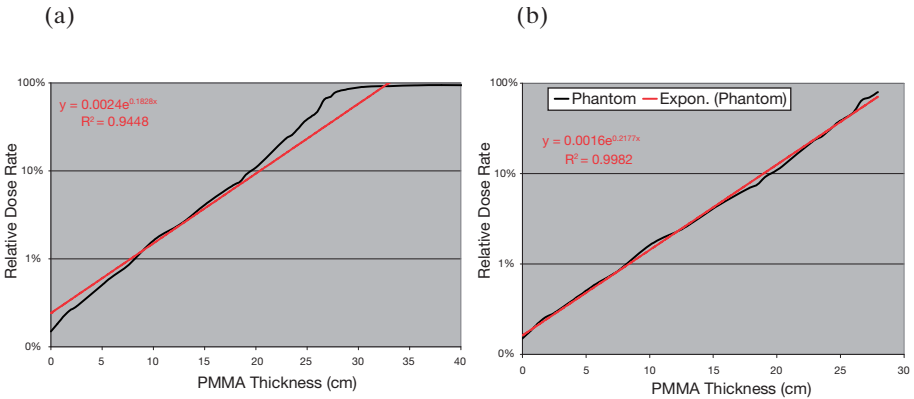 (a)
(b)
100%
10%
1%
0%
Relative Dose Rate
y = 0.0024e^0.1828x
R² = 0.9448
0 5 10 15 20 25 30 35 40
PMMA Thickness (cm)
100%
10%
1%
0%
Relative Dose Rate
Phantom Expon. (Phantom)
y = 0.0016e^0.2177x
R² = 0.9982
0 5 10 15 20 25 30
PMMA Thickness (cm)